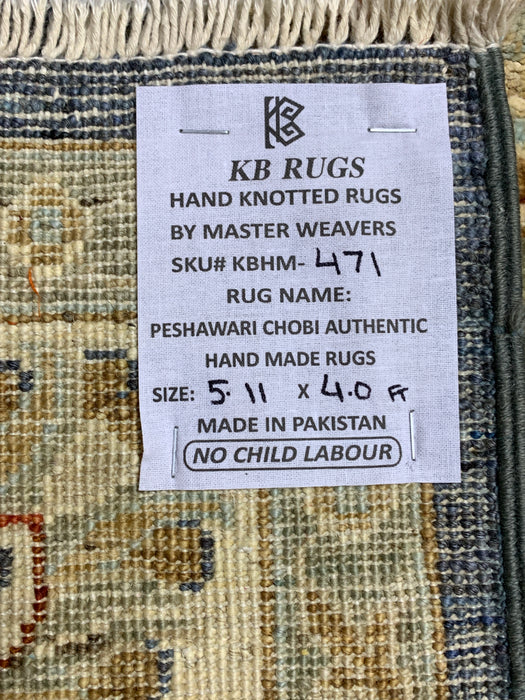 KB
KB RUGS
HAND KNOTTED RUGS
BY MASTER WEAVERS
SKU# KBHM- 471
RUG NAME:
PESHAWARI CHOBI AUTHENTIC
HAND MADE RUGS
SIZE: 5.11 X 4.0 FT
MADE IN PAKISTAN
NO CHILD LABOUR